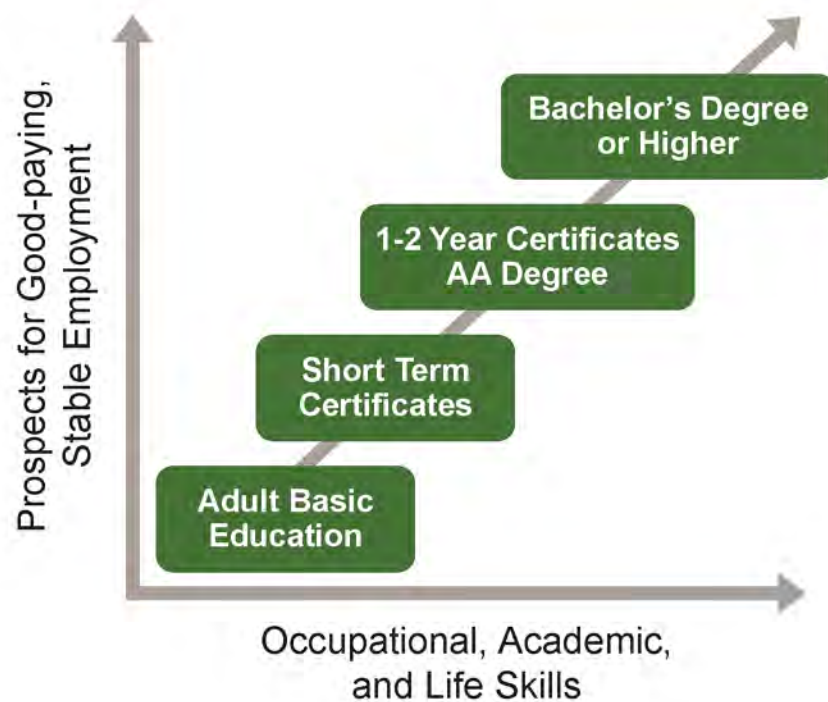 Prospects for Good-paying,
Stable Employment
Bachelor's Degree
or Higher
1-2 Year Certificates
AA Degree
Short Term
Certificates
Adult Basic
Education
Occupational, Academic,
and Life Skills